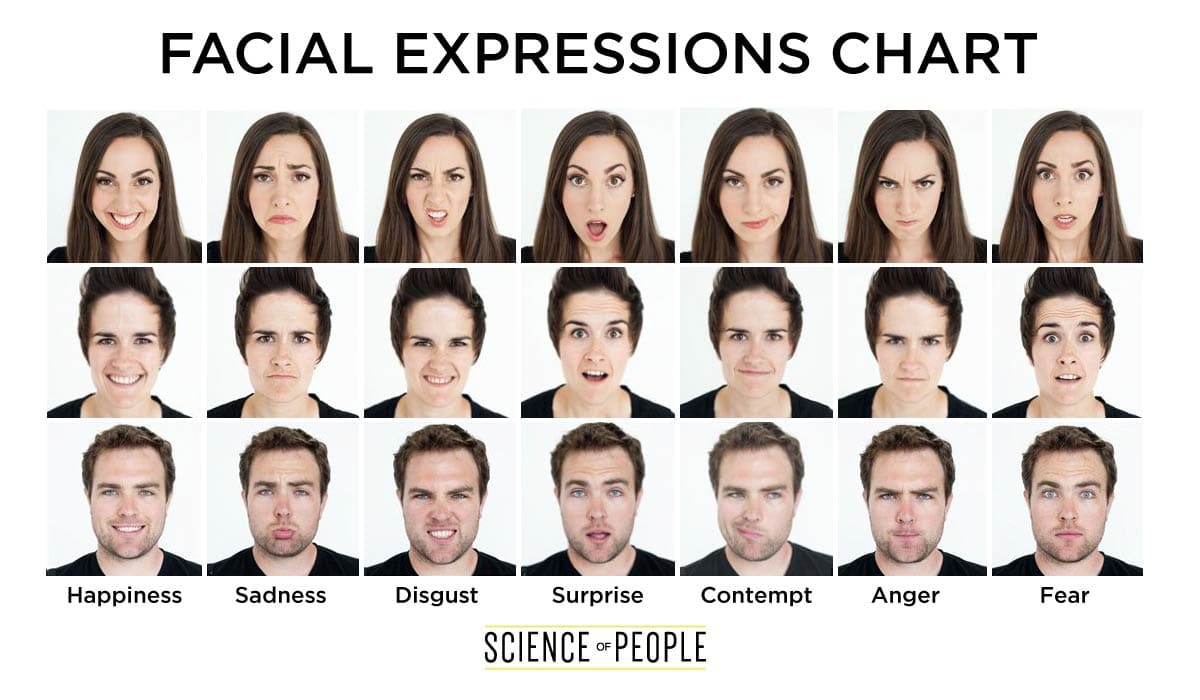 FACIAL EXPRESSIONS CHART
Happiness Sadness Disgust Surprise Contempt Anger Fear
SCIENCE OF PEOPLE